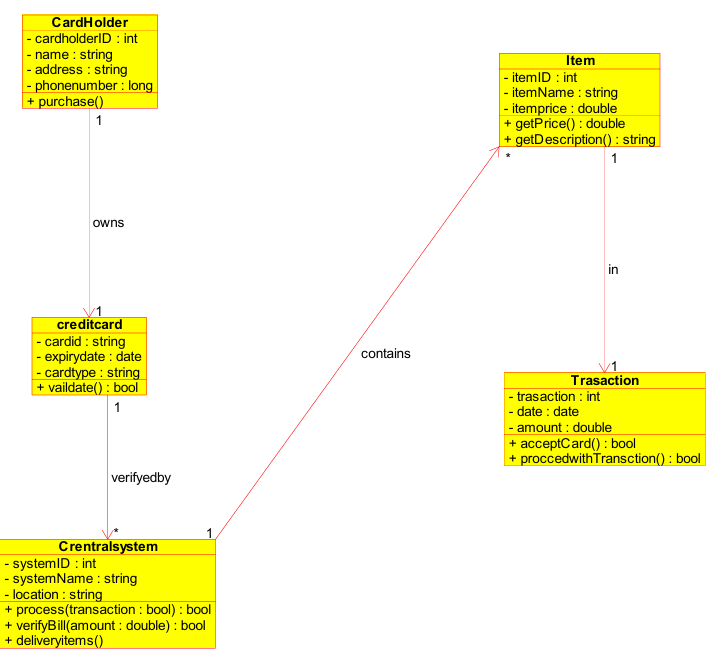 CardHolder
- cardholderID : int
- name : string
- address : string
- phonenumber : long
+ purchase()
1
owns
1
creditcard
- cardid : string
- expirydate : date
- cardtype : string
+ vaildate() : bool
1
verifyedby
*
Crentralsystem
- systemID : int
- systemName : string
- location : string
+ process(transaction : bool) : bool
+ verifyBill(amount : double) : bool
+ deliveryitems()
1
contains
*
Item
- itemID : int
- itemName : string
- itemprice : double
+ getPrice() : double
+ getDescription() : string
1
in
1
Trasaction
- trasaction : int
- date : date
- amount : double
+ acceptCard() : bool
+ proccedwithTransction() : bool